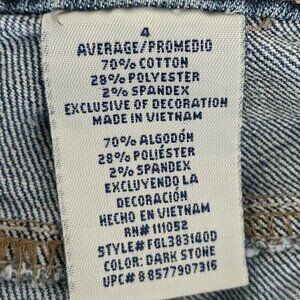 4
AVERAGE/PROMEDIO
70% COTTON
28% POLYESTER
2% SPANDEX
EXCLUSIVE OF DECORATION
MADE IN VIETNAM
70% ALGODÓN
28% POLIÉSTER
2% SPANDEX
EXCLUYENDO LA
DECORACIÓN
HECHO EN VIETNAM
RN# 111052
STYLE# FGL383140D
COLOR: DARK STONE
UPC# 88577907316